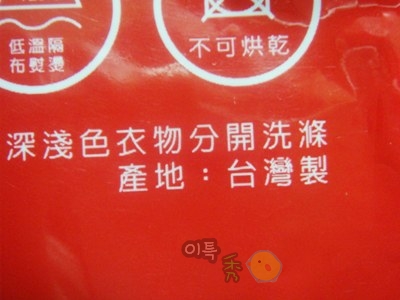 低溫隔
布熨燙
不可烘乾
深淺色衣物分開洗滌
產地：台灣製
이특
秀